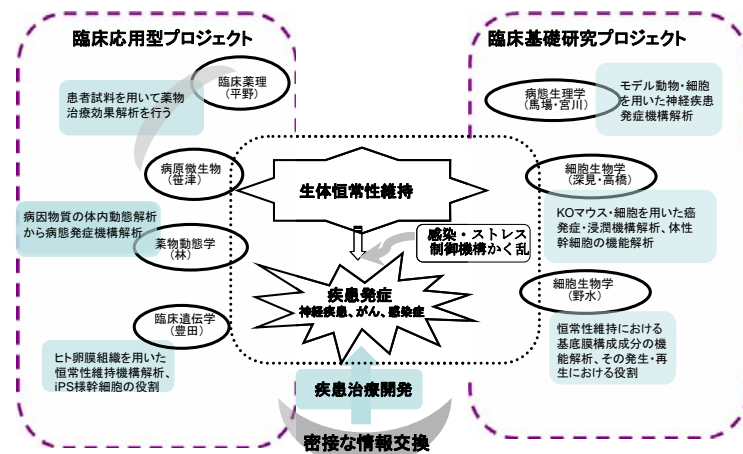 臨床応用型プロジェクト
臨床薬理
(平野)
患者試料を用いて薬物
治療効果解析を行う
病原微生物
(笹津)
病因物質の体内動態解析
から病態発症機構解析
薬物動態学
(林)
臨床遺伝学
(豊田)
ヒト卵膜組織を用いた
恒常性維持機構解析、
iPS様幹細胞の役割
生体恒常性維持
感染・ストレス
制御機構かく乱
疾患発症
神経疾患、がん、感染症
疾患治療開発
密接な情報交換
臨床基礎研究プロジェクト
病態生理学
(馬場・宮川)
モデル動物・細胞
を用いた神経疾患
発症機構解析
細胞生物学
(深見・高橋)
KOマウス・細胞を用いた癌
発症・浸潤機構解析、体性
幹細胞の機能解析
細胞生物学
(野水)
恒常性維持における
基底膜構成成分の機
能解析、その発生・再
生における役割